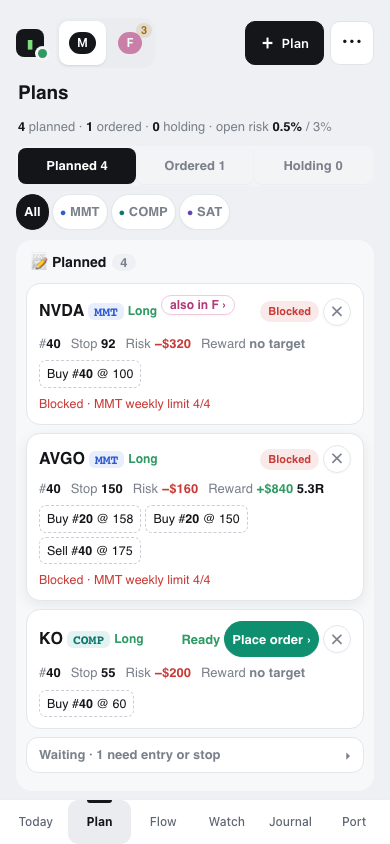 M F 3 + Plan ···
Plans
4 planned · 1 ordered · 0 holding · open risk 0.5% / 3%
Planned 4 Ordered 1 Holding 0
All • MMT • COMP • SAT
📝 Planned 4
NVDA MMT Long also in F › Blocked ✕
#40 Stop 92 Risk –$320 Reward no target
Buy #40 @ 100
Blocked · MMT weekly limit 4/4
AVGO MMT Long Blocked ✕
#40 Stop 150 Risk –$160 Reward +$840 5.3R
Buy #20 @ 158 Buy #20 @ 150
Sell #40 @ 175
Blocked · MMT weekly limit 4/4
KO COMP Long Ready Place order › ✕
#40 Stop 55 Risk –$200 Reward no target
Buy #40 @ 60
Waiting · 1 need entry or stop ▸
Today Plan Flow Watch Journal Port